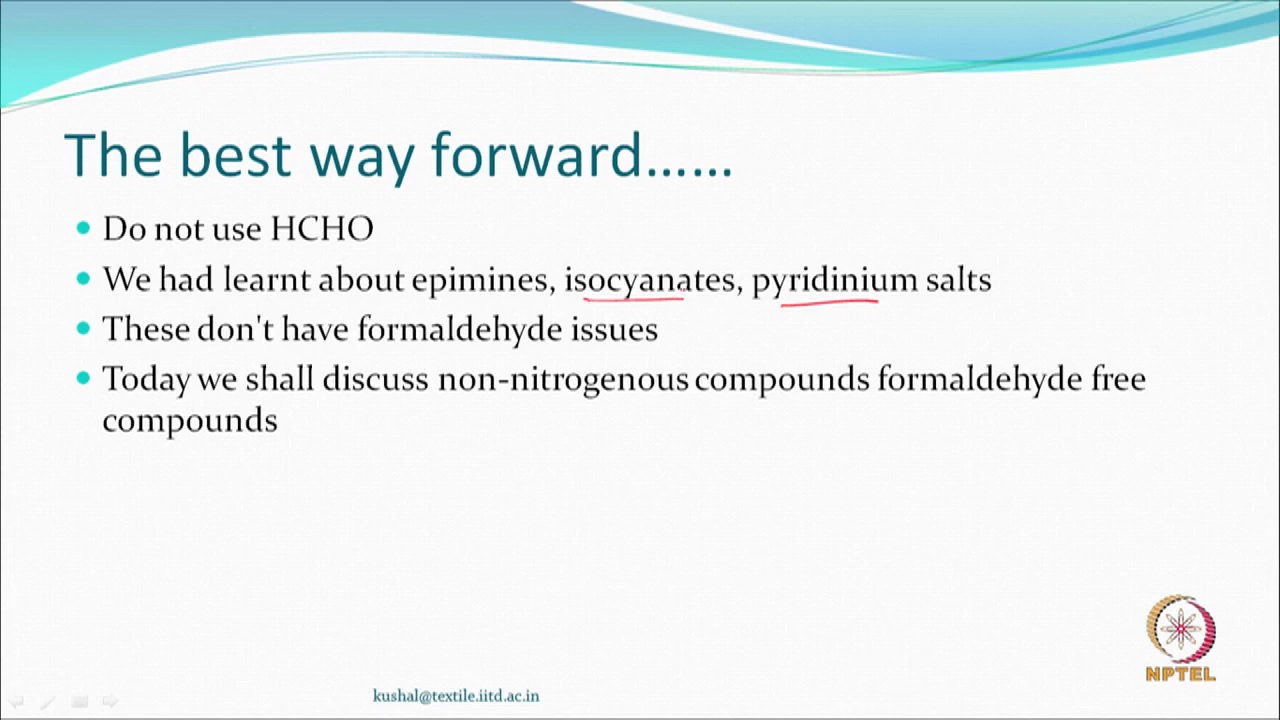 The best way forward......
Do not use HCHO
We had learnt about epimines, isocyanates, pyridinium salts
These don't have formaldehyde issues
Today we shall discuss non-nitrogenous compounds formaldehyde free
compounds
NPTEL
kushal@textile.iitd.ac.in